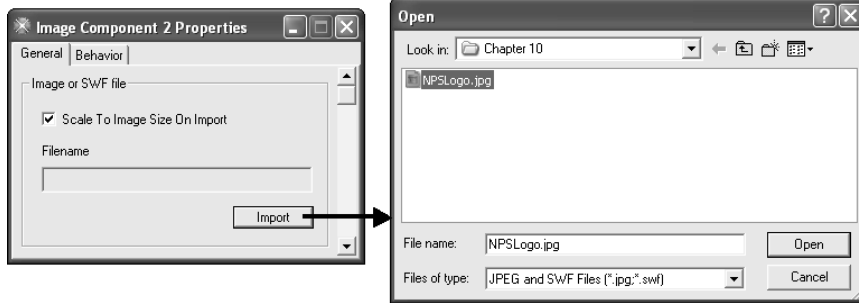 Image Component 2 Properties
General
Behavior
Image or SWF file
Scale To Image Size On Import
Filename
Import
Open
Look in:
Chapter 10
NPSLogo.jpg
File name:
NPSLogo.jpg
Open
Files of type:
JPEG and SWF Files (*.jpg;*.swf)
Cancel